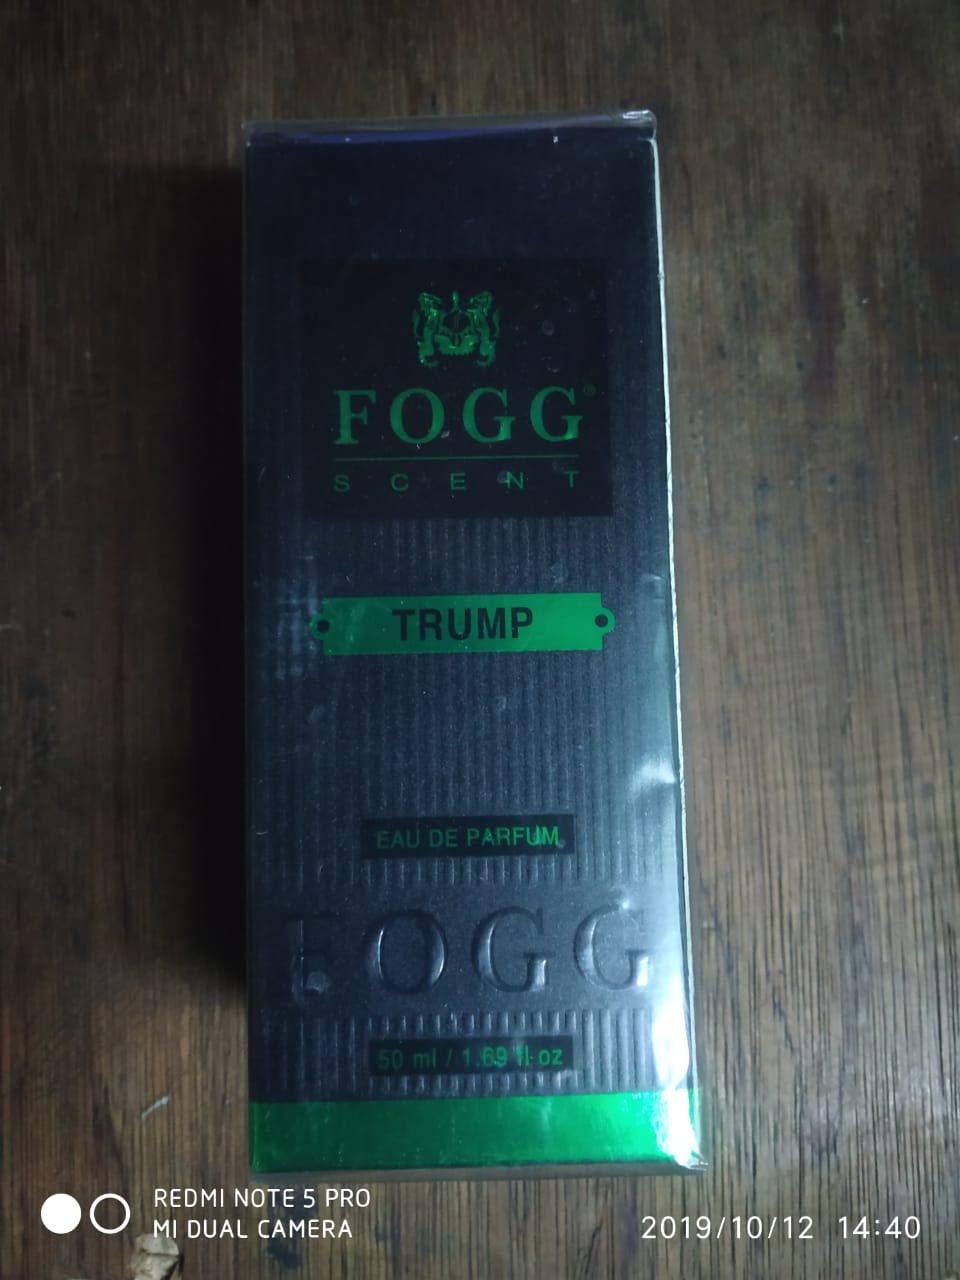 FOGG®
SCENT
TRUMP
EAU DE PARFUM
FOGG
50 ml / 1.69 fl oz
REDMI NOTE 5 PRO
MI DUAL CAMERA
2019/10/12 14:40